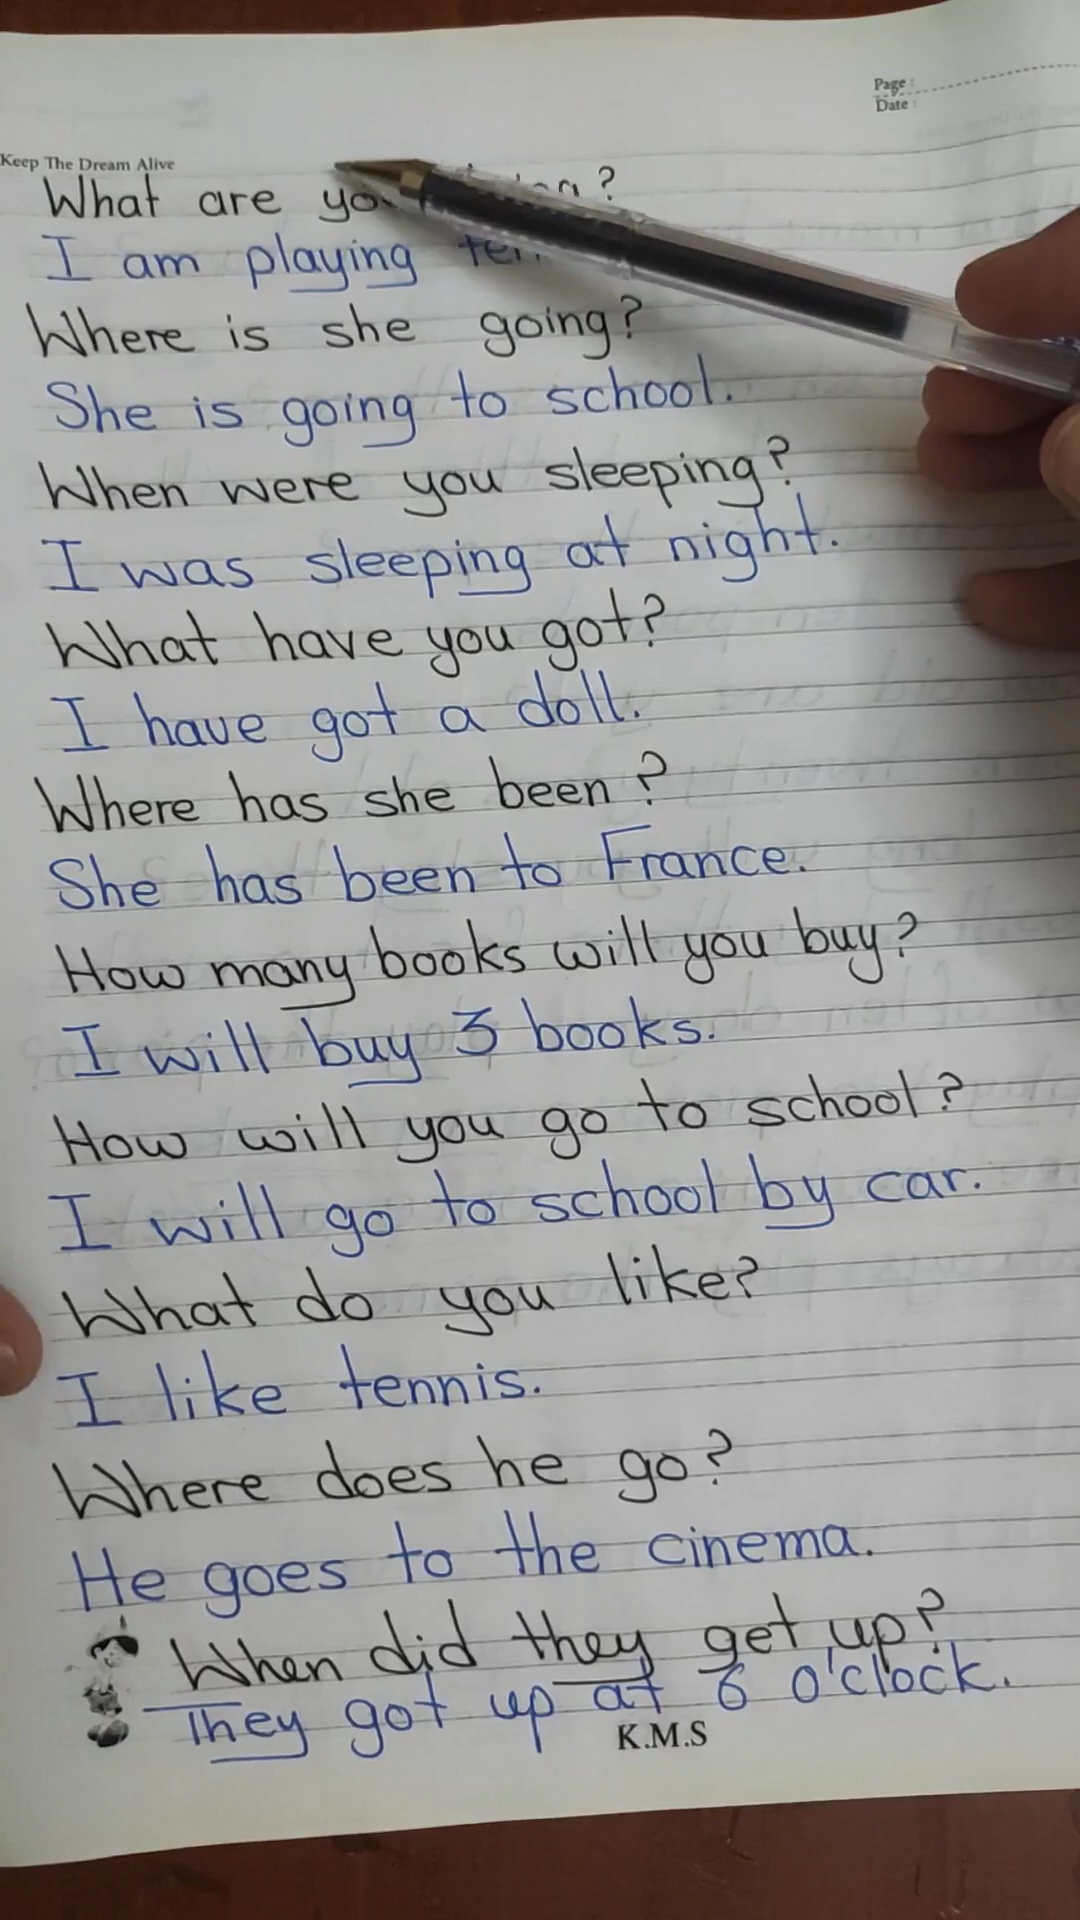 Page :
Date :
Keep The Dream Alive
What are ?
I am playing
Where is she going?
She is going to school.
When were you sleeping?
I was sleeping at night.
What have you got?
I have got a doll.
Where has she been?
She has been to France.
How many books will you buy?
I will buy 3 books.
How will you go to school?
I will go to school by car.
What do you like?
I like tennis.
Where does he go?
He goes to the cinema.
When did they get up?
They got up at 6 o'clock.
K.M.S